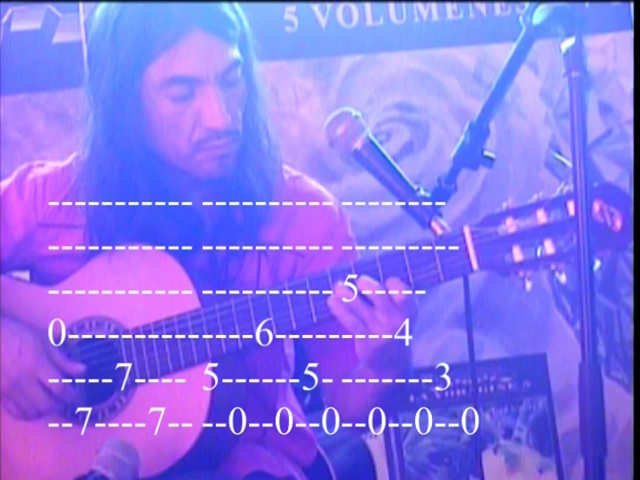 5 VOLUMENES
----------- ---------- --------
----------- ---------- ---------
----------- ---------- 5-----
0--------------6---------4
-----7---- 5------5- -------3
--7----7-- --0--0--0--0--0--0